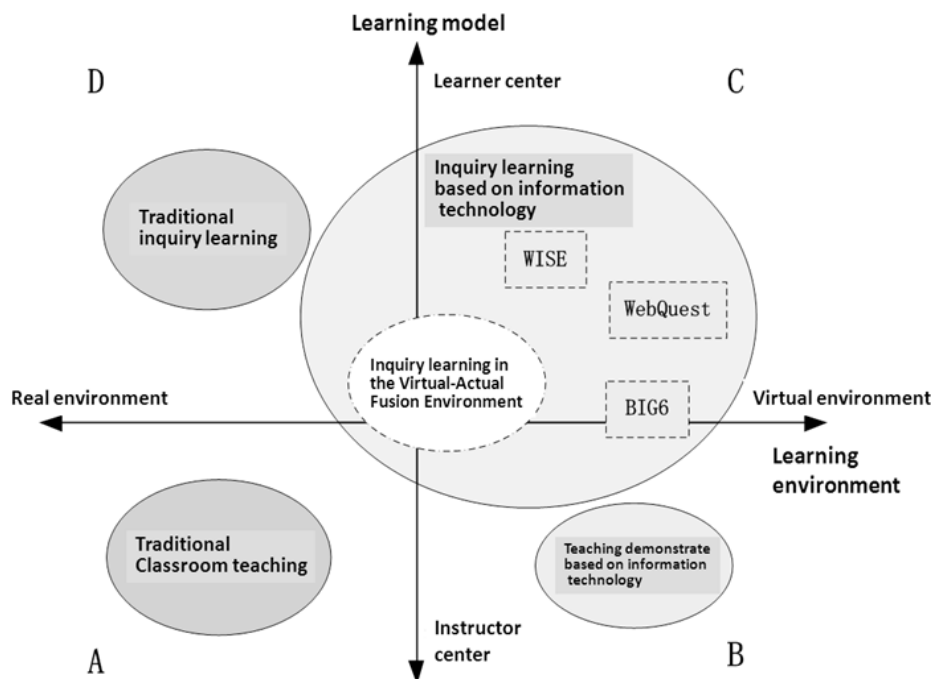 Learning model
D
C
Learner center
Inquiry learning
based on information
technology
Traditional
inquiry learning
WISE
WebQuest
Inquiry learning in
the Virtual-Actual
Fusion Environment
Real environment
BIG6
Virtual environment
Learning
environment
Traditional
Classroom teaching
Teaching demonstrate
based on information
technology
Instructor
center
A
B